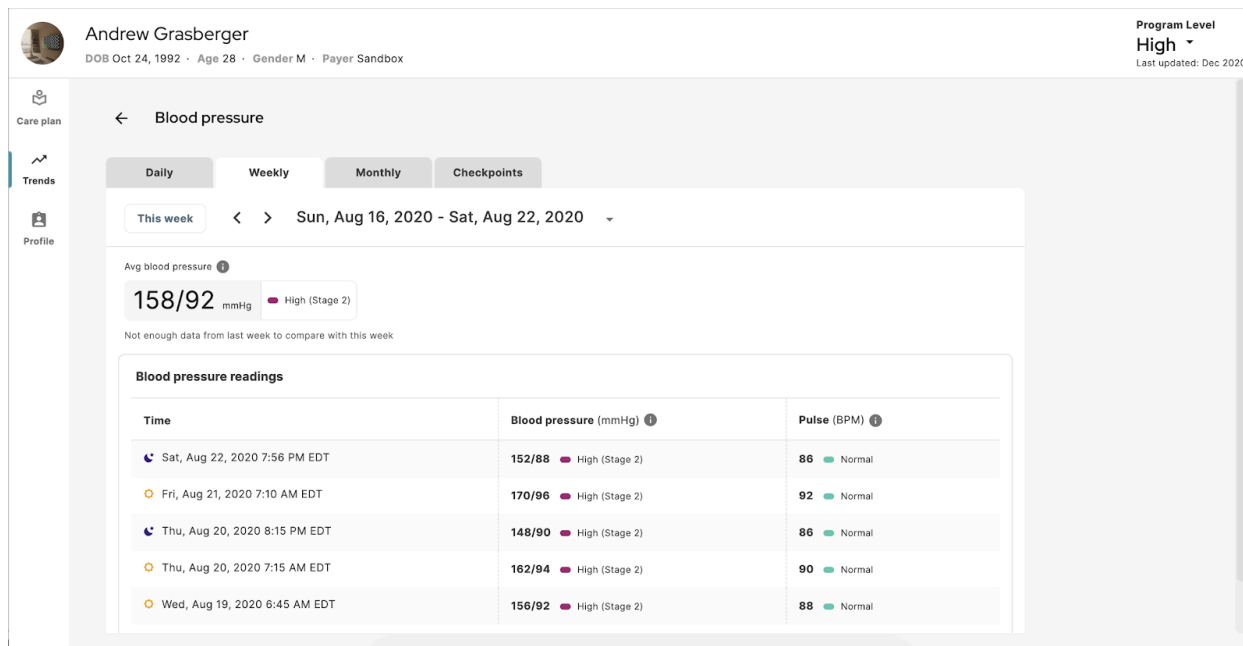 Andrew Grasberger
DOB Oct 24, 1992 · Age 28 · Gender M · Payer Sandbox
Program Level
High
Last updated: Dec 2020
Care plan
Trends
Profile
Blood pressure
Daily Weekly Monthly Checkpoints
This week Sun, Aug 16, 2020 - Sat, Aug 22, 2020
Avg blood pressure
158/92 mmHg High (Stage 2)
Not enough data from last week to compare with this week
Blood pressure readings
Time Blood pressure (mmHg) Pulse (BPM)
Sat, Aug 22, 2020 7:56 PM EDT 152/88 High (Stage 2) 86 Normal
Fri, Aug 21, 2020 7:10 AM EDT 170/96 High (Stage 2) 92 Normal
Thu, Aug 20, 2020 8:15 PM EDT 148/90 High (Stage 2) 86 Normal
Thu, Aug 20, 2020 7:15 AM EDT 162/94 High (Stage 2) 90 Normal
Wed, Aug 19, 2020 6:45 AM EDT 156/92 High (Stage 2) 88 Normal